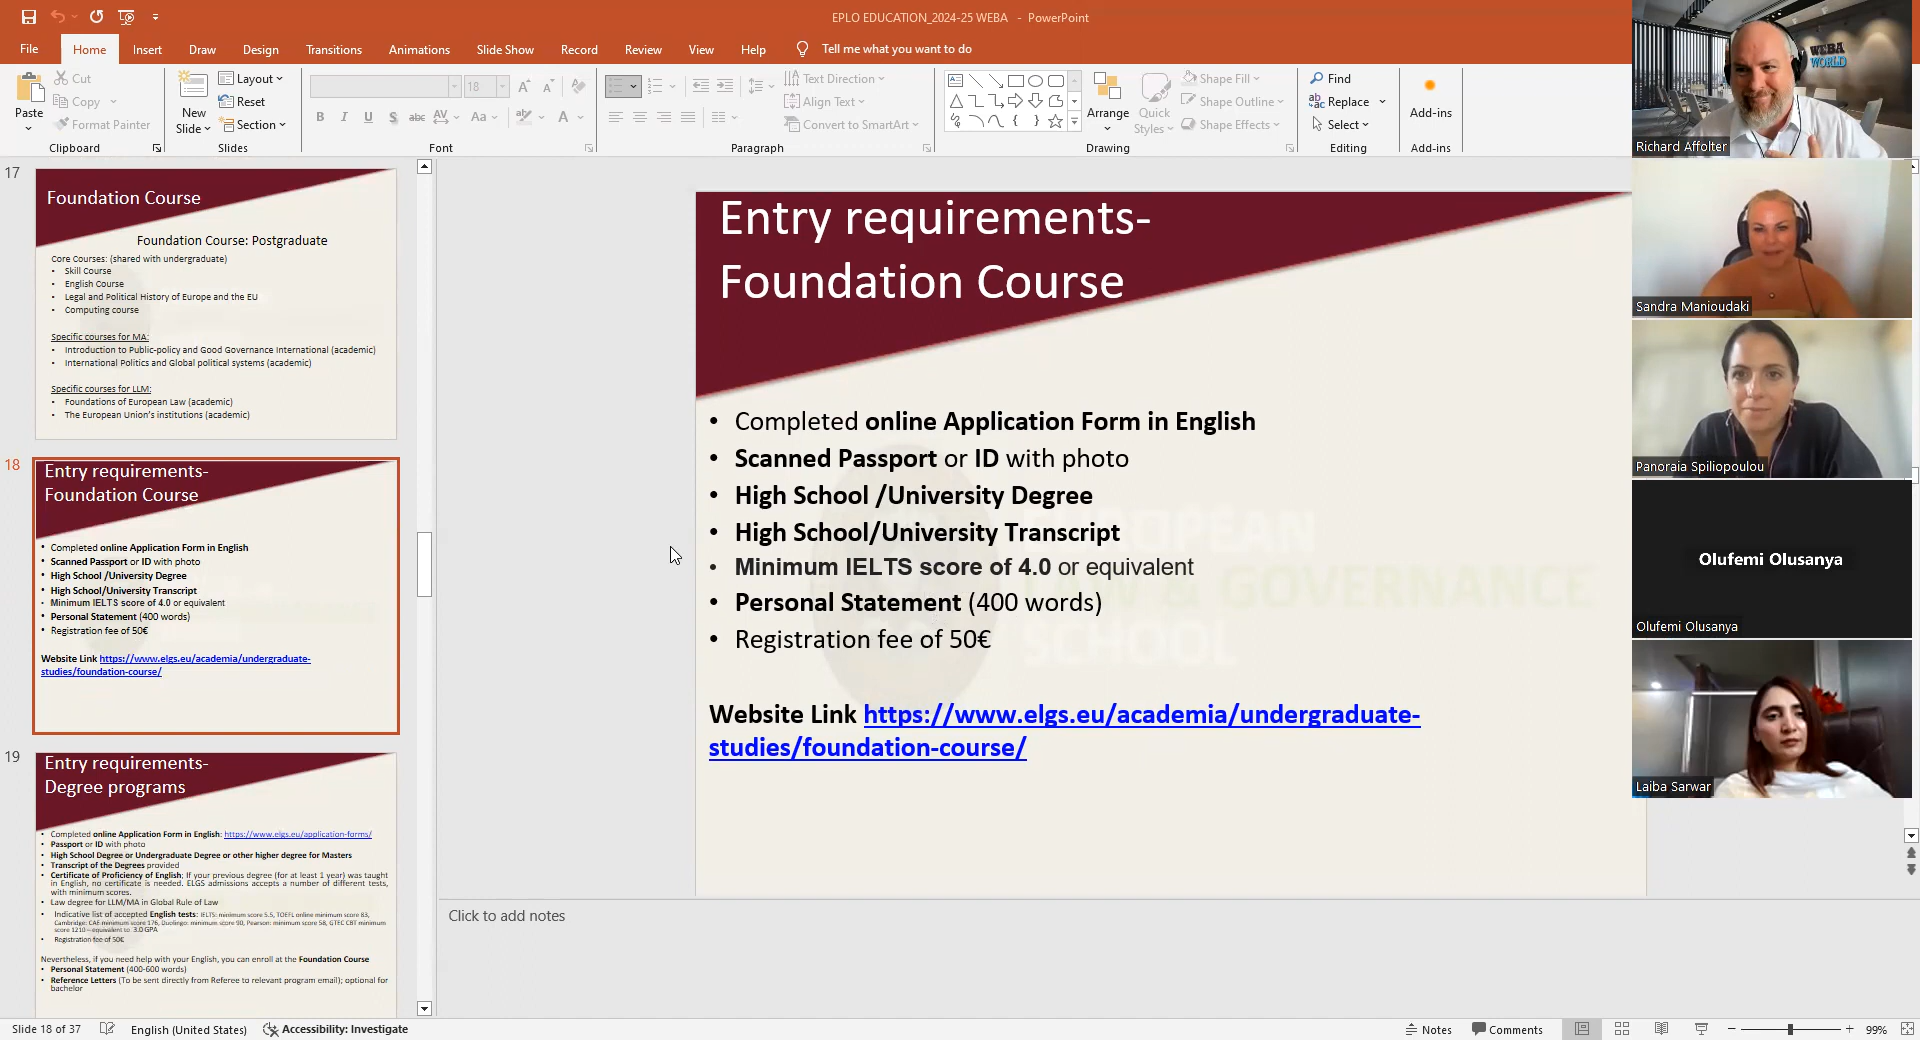 EPLO EDUCATION_2024-25 WEBA - PowerPoint
File Home Insert Draw Design Transitions Animations Slide Show Record Review View Help Tell me what you want to do
Paste
Cut
Copy
Format Painter
Clipboard
New Slide
Layout
Reset
Section
Slides
18
Font
Text Direction
Align Text
Convert to SmartArt
Paragraph
Arrange
Quick Styles
Shape Fill
Shape Outline
Shape Effects
Drawing
Find
Replace
Select
Editing
Add-ins
Add-ins
17
Foundation Course
Foundation Course: Postgraduate
Core Courses: (shared with undergraduate)
• Skill Course
• English Course
• Legal and Political History of Europe and the EU
• Computing course
Specific courses for MA:
• Introduction to Public-policy and Good Governance International (academic)
• International Politics and Global political systems (academic)
Specific courses for LLM:
• Foundations of European Law (academic)
• The European Union's institutions (academic)
18
Entry requirements-
Foundation Course
• Completed online Application Form in English
• Scanned Passport or ID with photo
• High School /University Degree
• High School/University Transcript
• Minimum IELTS score of 4.0 or equivalent
• Personal Statement (400 words)
• Registration fee of 50€
Website Link https://www.elgs.eu/academia/undergraduate-
studies/foundation-course/
19
Entry requirements-
Degree programs
• Completed online Application Form in English: https://www.elgs.eu/application-forms/
• Passport or ID with photo
• High School Degree or Undergraduate Degree or other higher degree for Masters
• Transcript of the Degrees provided
• Certificate of Proficiency of English; If your previous degree (for at least 1 year) was taught
in English, no certificate is needed. ELGS admissions accepts a number of different tests,
with minimum scores.
• Law degree for LLM/MA in Global Rule of Law
• Indicative list of accepted English tests: IELTS: minimum score 5.5, TOEFL online minimum score 83,
Cambridge: CAE minimum score 176, Duolingo: minimum score 90, Pearson: minimum score 58, GTEC CBT minimum
score 1210 – equivalent to 3.0 GPA
• Registration fee of 50€
Nevertheless, if you need help with your English, you can enroll at the Foundation Course
• Personal Statement (400-600 words)
• Reference Letters (To be sent directly from Referee to relevant program email); optional for
bachelor
Entry requirements-
Foundation Course
• Completed online Application Form in English
• Scanned Passport or ID with photo
• High School /University Degree
• High School/University Transcript
• Minimum IELTS score of 4.0 or equivalent
• Personal Statement (400 words)
• Registration fee of 50€
Website Link https://www.elgs.eu/academia/undergraduate-
studies/foundation-course/
EUROPEAN
LAW & GOVERNANCE
SCHOOL
Click to add notes
WEBA
WORLD
Richard Affolter
Sandra Manioudaki
Panoraia Spiliopoulou
Olufemi Olusanya
Olufemi Olusanya
Laiba Sarwar
Slide 18 of 37 English (United States) Accessibility: Investigate Notes Comments 99%